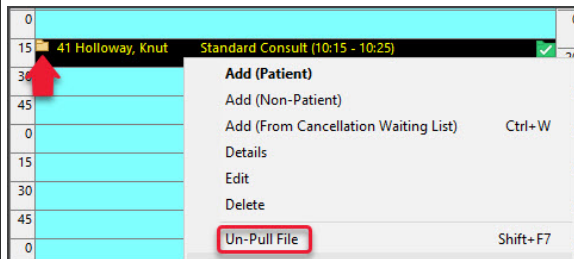 0
15 41 Holloway, Knut Standard Consult (10:15 - 10:25)
30 Add (Patient)
45 Add (Non-Patient)
0 Add (From Cancellation Waiting List) Ctrl+W
15 Details
30 Edit
45 Delete
0 Un-Pull File Shift+F7